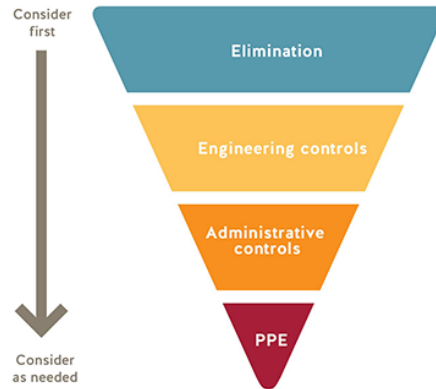 Consider
first
Elimination
Engineering controls
Administrative
controls
PPE
Consider
as needed